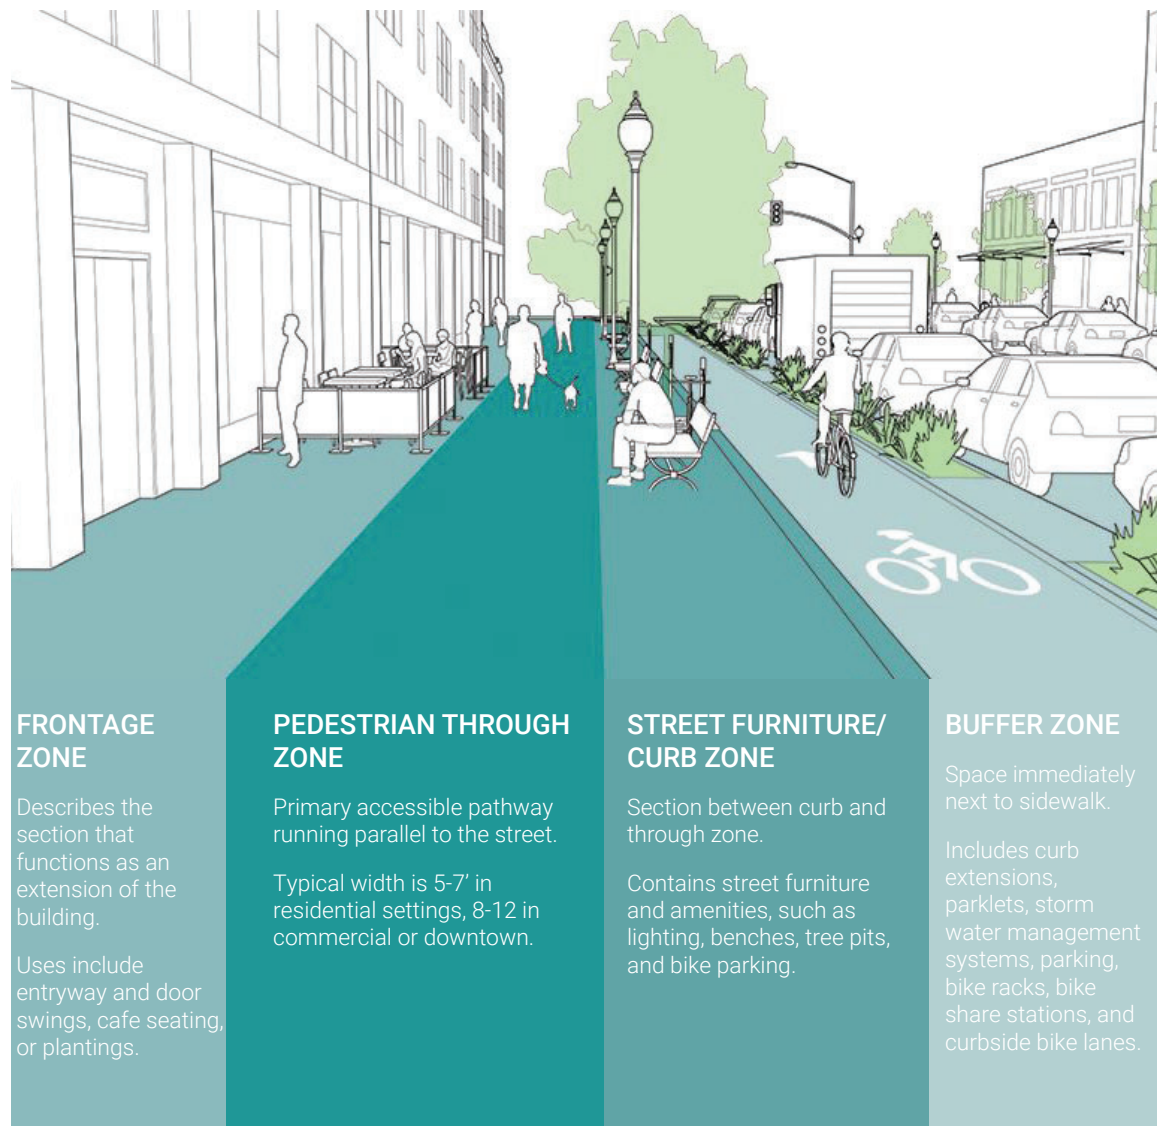 FRONTAGE
ZONE
Describes the
section that
functions as an
extension of the
building.
Uses include
entryway and door
swings, cafe seating,
or plantings.
PEDESTRIAN THROUGH
ZONE
Primary accessible pathway
running parallel to the street.
Typical width is 5-7’ in
residential settings, 8-12 in
commercial or downtown.
STREET FURNITURE/
CURB ZONE
Section between curb and
through zone.
Contains street furniture
and amenities, such as
lighting, benches, tree pits,
and bike parking.
BUFFER ZONE
Space immediately
next to sidewalk.
Includes curb
extensions,
parklets, storm
water management
systems, parking,
bike racks, bike
share stations, and
curbside bike lanes.